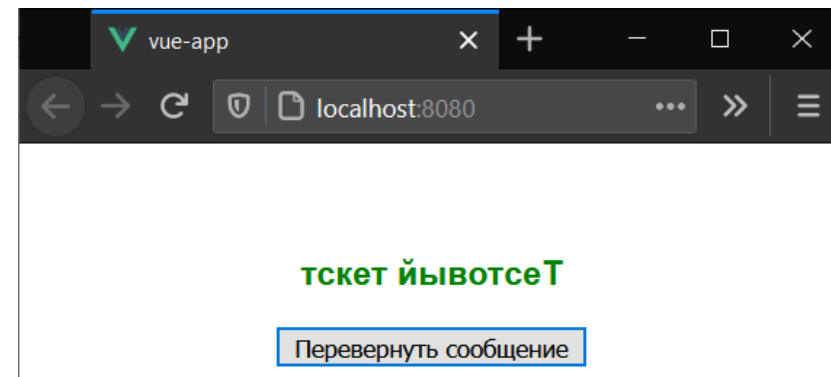 vue-app
localhost:8080
тскет йывотсеТ
Перевернуть сообщение